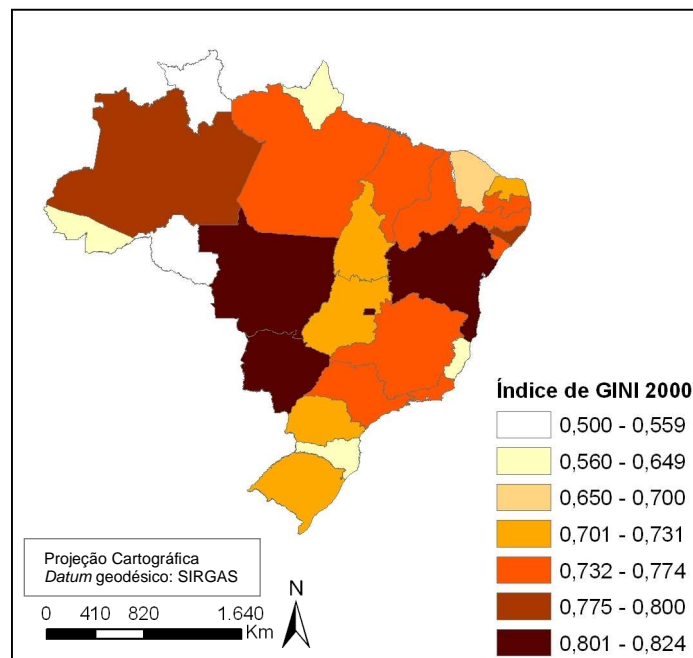 Índice de GINI 2000
0,500 - 0,559
0,560 - 0,649
0,650 - 0,700
0,701 - 0,731
0,732 - 0,774
0,775 - 0,800
0,801 - 0,824
Projeção Cartográfica
Datum geodésico: SIRGAS
N
0 410 820 1.640
Km